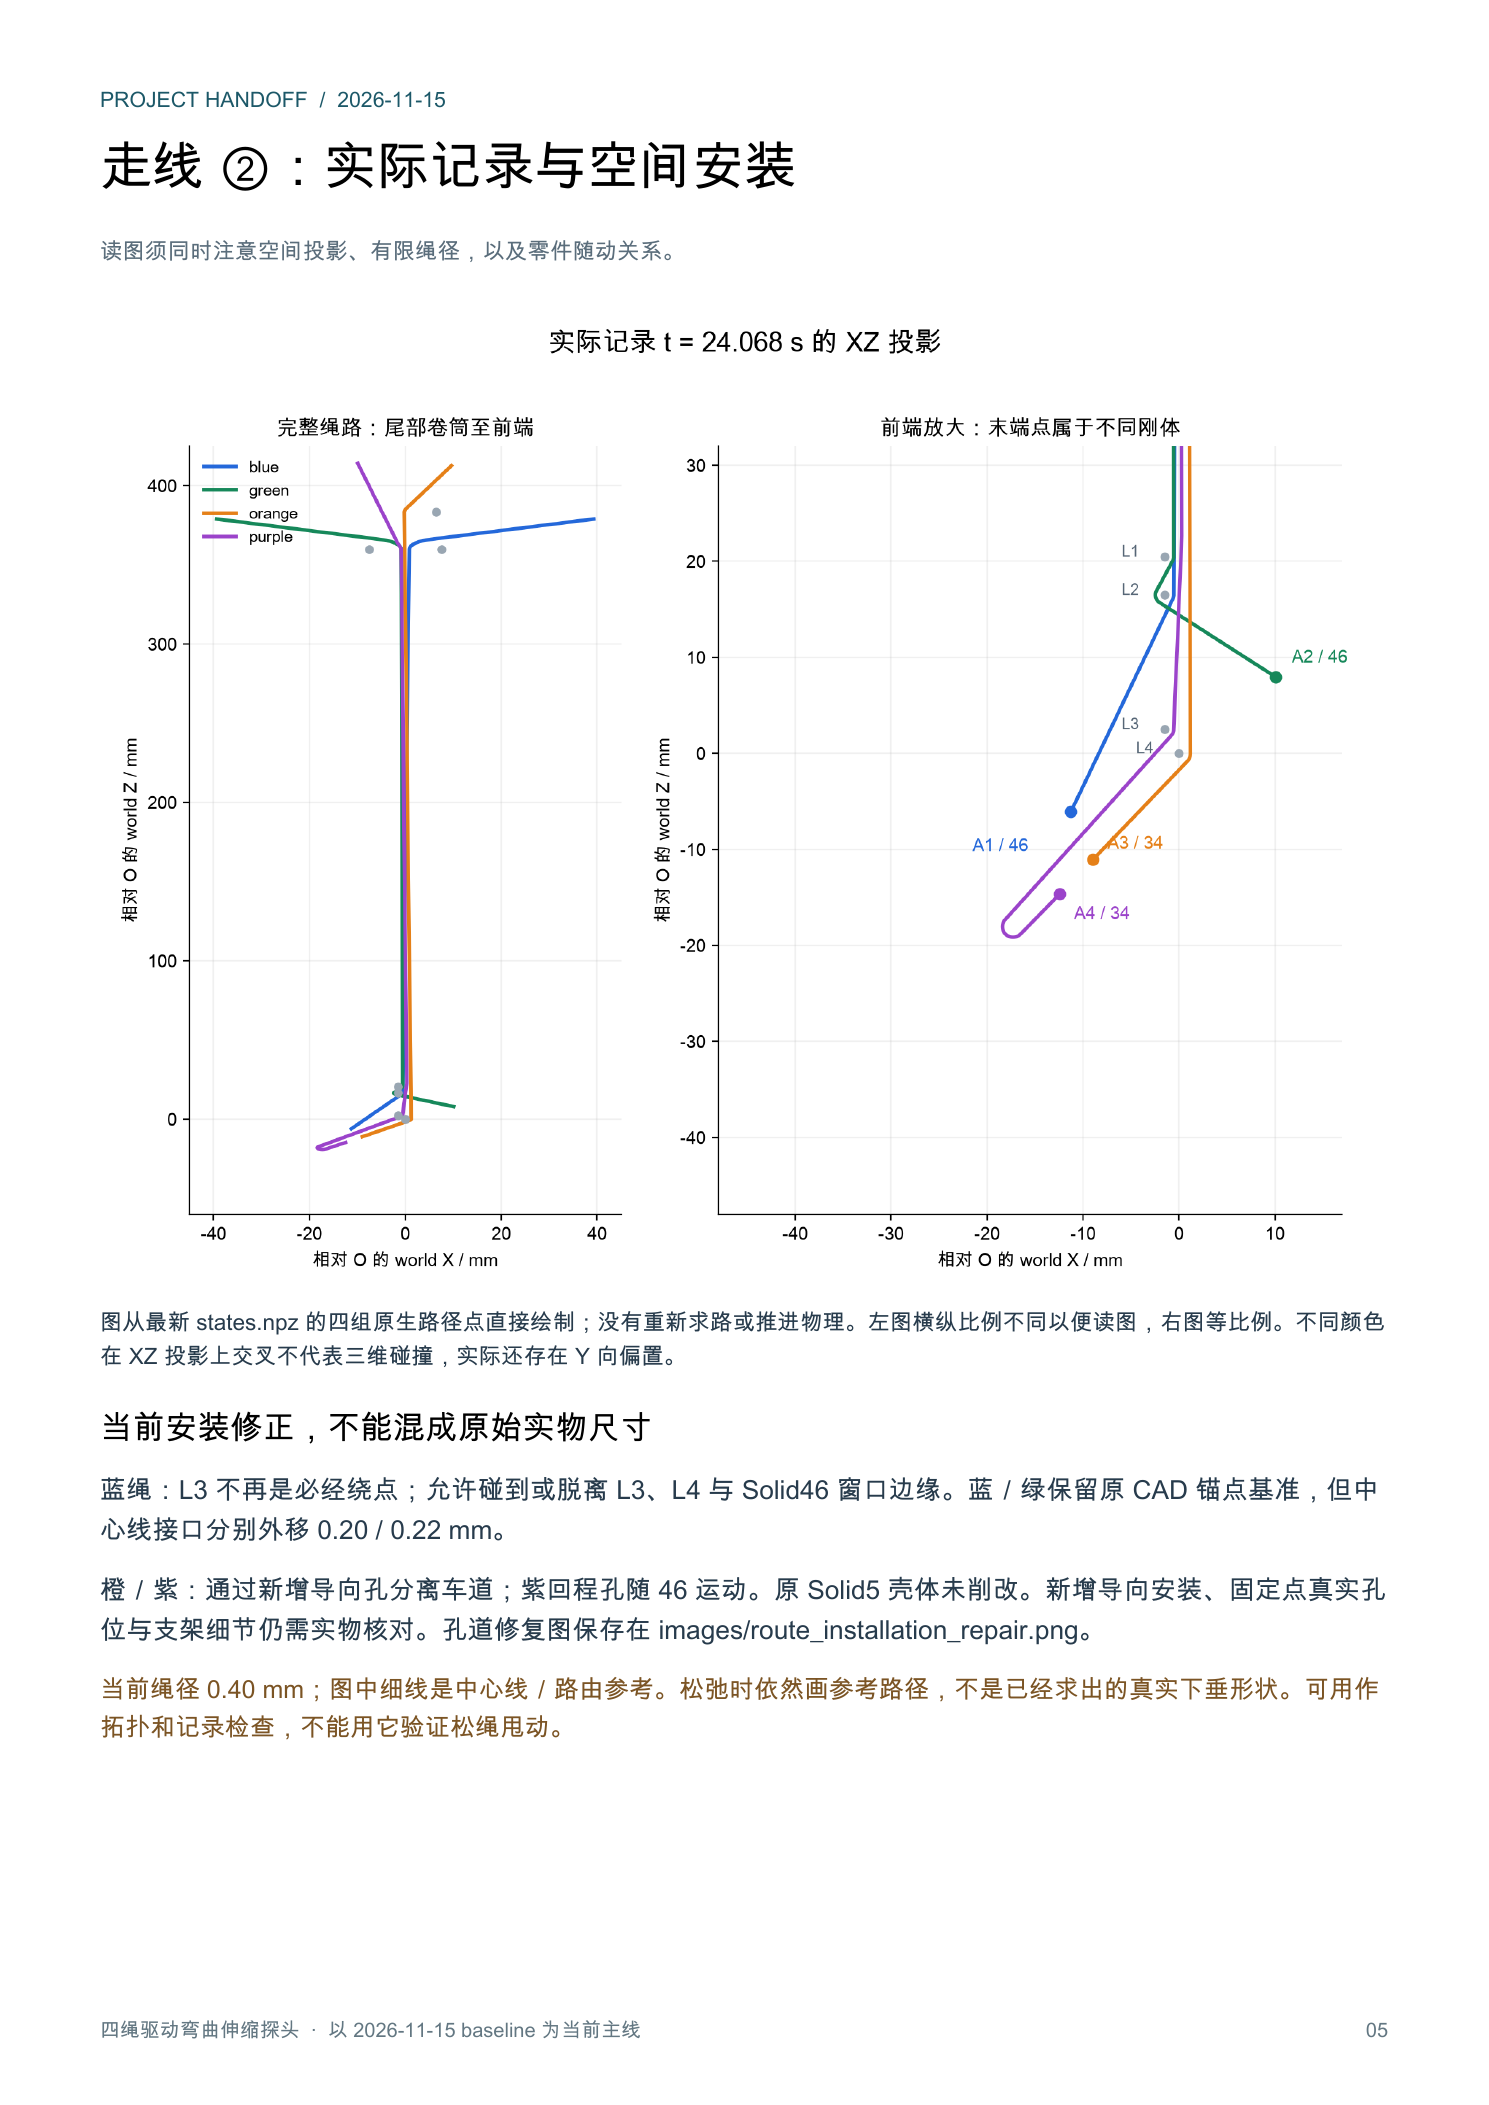 PROJECT HANDOFF / 2026-11-15
走线 ②：实际记录与空间安装
读图须同时注意空间投影、有限绳径，以及零件随动关系。
实际记录 t = 24.068 s 的 XZ 投影
完整绳路：尾部卷筒至前端
blue
green
orange
purple
400
300
200
100
0
相对 O 的 world Z / mm
-40
-20
0
20
40
相对 O 的 world X / mm
前端放大：末端点属于不同刚体
30
20
10
0
-10
-20
-30
-40
相对 O 的 world Z / mm
L1
L2
A2 / 46
L3
L4
A1 / 46
A3 / 34
A4 / 34
-40
-30
-20
-10
0
10
相对 O 的 world X / mm
图从最新 states.npz 的四组原生路径点直接绘制；没有重新求路或推进物理。左图横纵比例不同以便读图，右图等比例。不同颜色
在 XZ 投影上交叉不代表三维碰撞，实际还存在 Y 向偏置。
当前安装修正，不能混成原始实物尺寸
蓝绳：L3 不再是必经绕点；允许碰到或脱离 L3、L4 与 Solid46 窗口边缘。蓝 / 绿保留原 CAD 锚点基准，但中
心线接口分别外移 0.20 / 0.22 mm。
橙 / 紫：通过新增导向孔分离车道；紫回程孔随 46 运动。原 Solid5 壳体未削改。新增导向安装、固定点真实孔
位与支架细节仍需实物核对。孔道修复图保存在 images/route_installation_repair.png。
当前绳径 0.40 mm；图中细线是中心线 / 路由参考。松弛时依然画参考路径，不是已经求出的真实下垂形状。可用作
拓扑和记录检查，不能用它验证松绳甩动。
四绳驱动弯曲伸缩探头 · 以 2026-11-15 baseline 为当前主线
05